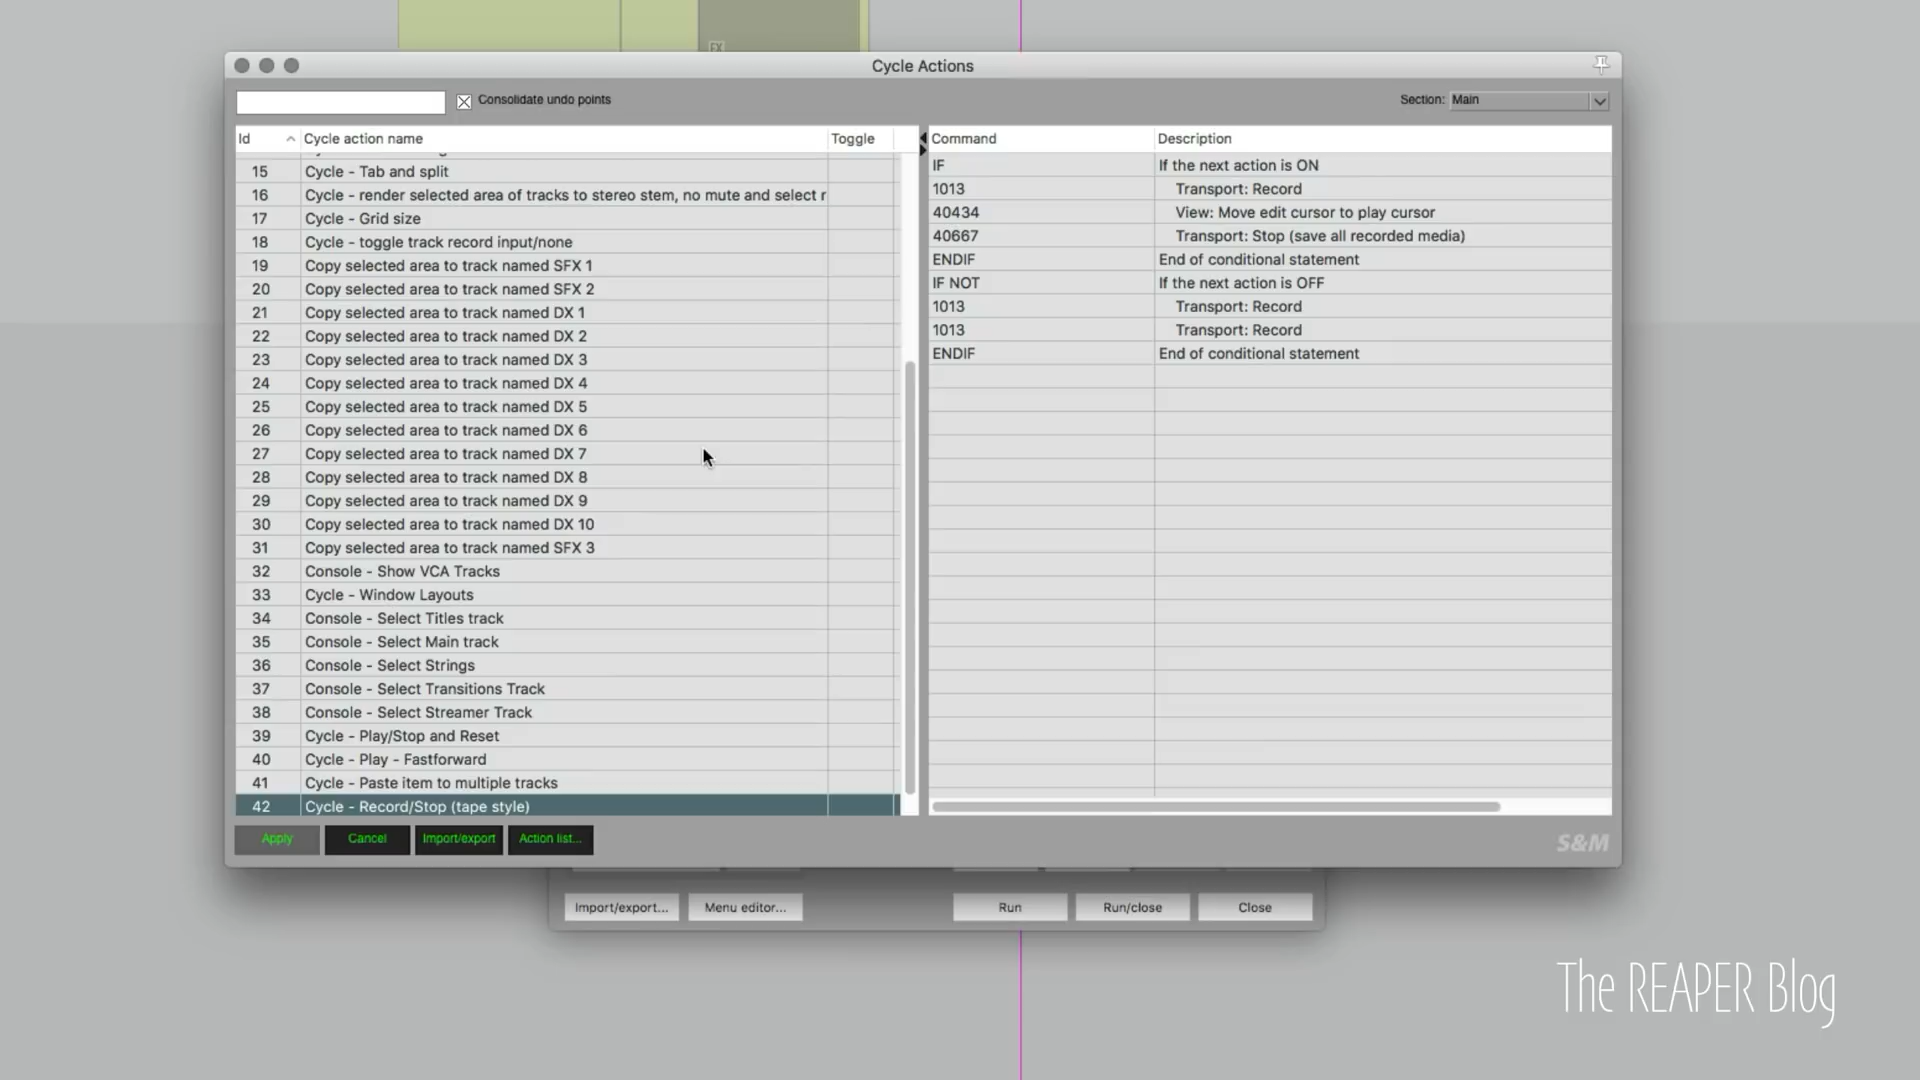 FX
Cycle Actions
Consolidate undo points
Section: Main
Id Cycle action name Toggle
15 Cycle - Tab and split
16 Cycle - render selected area of tracks to stereo stem, no mute and select r
17 Cycle - Grid size
18 Cycle - toggle track record input/none
19 Copy selected area to track named SFX 1
20 Copy selected area to track named SFX 2
21 Copy selected area to track named DX 1
22 Copy selected area to track named DX 2
23 Copy selected area to track named DX 3
24 Copy selected area to track named DX 4
25 Copy selected area to track named DX 5
26 Copy selected area to track named DX 6
27 Copy selected area to track named DX 7
28 Copy selected area to track named DX 8
29 Copy selected area to track named DX 9
30 Copy selected area to track named DX 10
31 Copy selected area to track named SFX 3
32 Console - Show VCA Tracks
33 Cycle - Window Layouts
34 Console - Select Titles track
35 Console - Select Main track
36 Console - Select Strings
37 Console - Select Transitions Track
38 Console - Select Streamer Track
39 Cycle - Play/Stop and Reset
40 Cycle - Play - Fastforward
41 Cycle - Paste item to multiple tracks
42 Cycle - Record/Stop (tape style)
Command Description
IF If the next action is ON
1013 Transport: Record
40434 View: Move edit cursor to play cursor
40667 Transport: Stop (save all recorded media)
ENDIF End of conditional statement
IF NOT If the next action is OFF
1013 Transport: Record
1013 Transport: Record
ENDIF End of conditional statement
Apply Cancel Import/export Action list...
S&M
Import/export... Menu editor... Run Run/close Close
The REAPER Blog